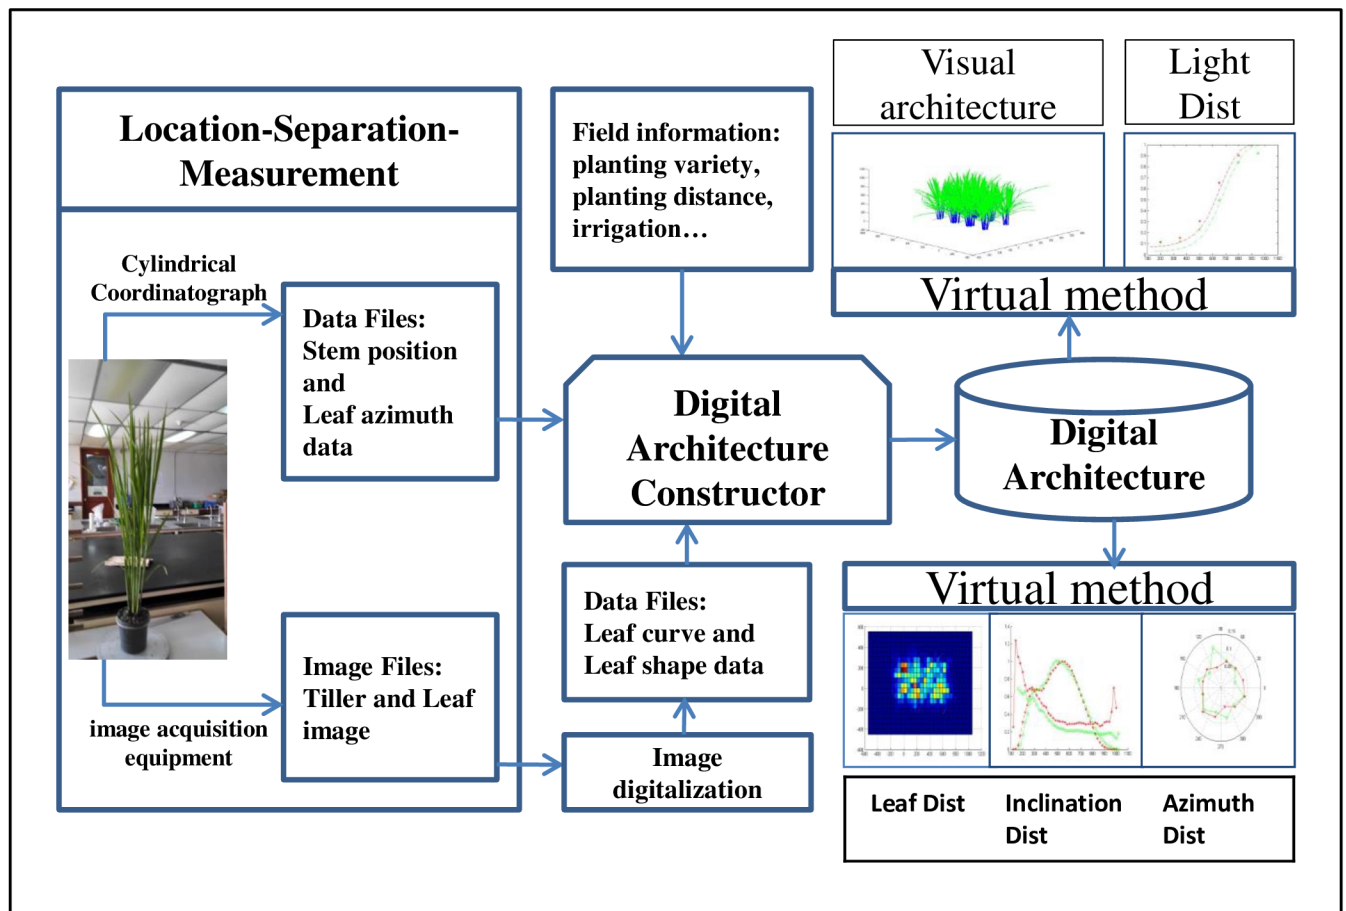 Location-Separation-
Measurement
Cylindrical
Coordinatograph
Data Files:
Stem position
and
Leaf azimuth
data
image acquisition
equipment
Image Files:
Tiller and Leaf
image
Field information:
planting variety,
planting distance,
irrigation…
Digital
Architecture
Constructor
Data Files:
Leaf curve and
Leaf shape data
Image
digitalization
Digital
Architecture
Visual
architecture
Light
Dist
Virtual method
Virtual method
Leaf Dist
Inclination
Dist
Azimuth
Dist